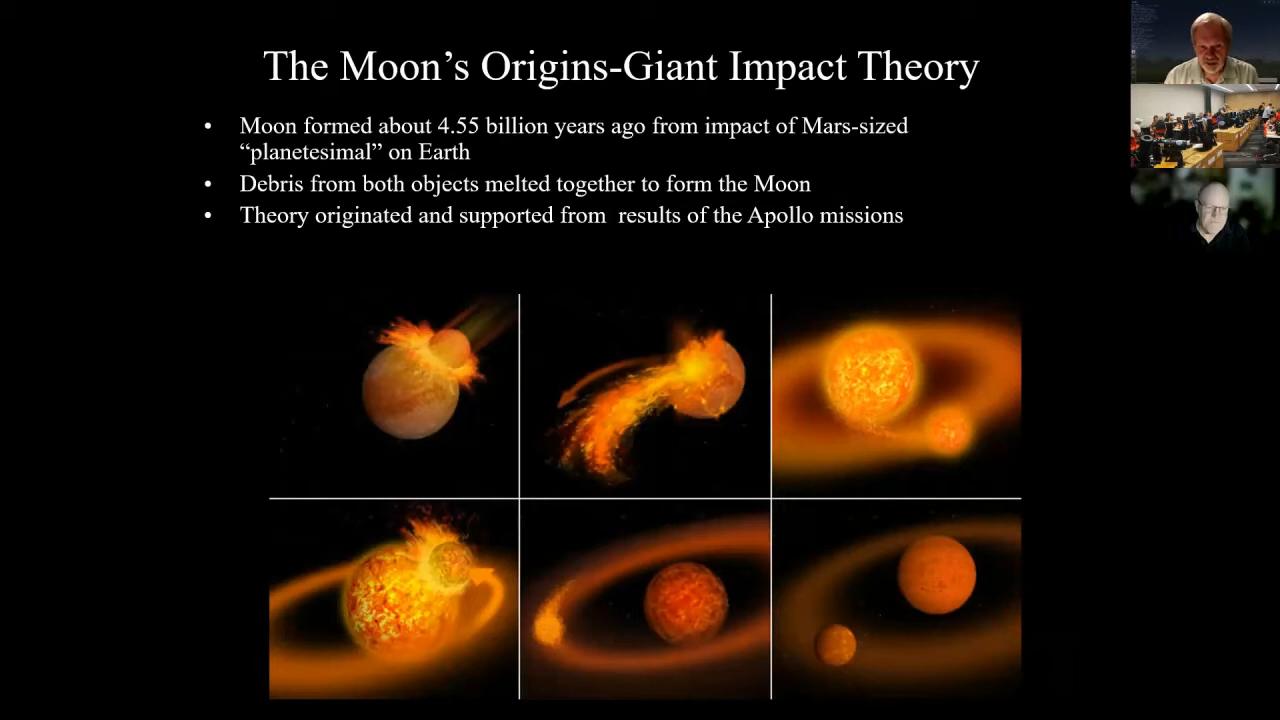 The Moon’s Origins-Giant Impact Theory
• Moon formed about 4.55 billion years ago from impact of Mars-sized
“planetesimal” on Earth
• Debris from both objects melted together to form the Moon
• Theory originated and supported from results of the Apollo missions